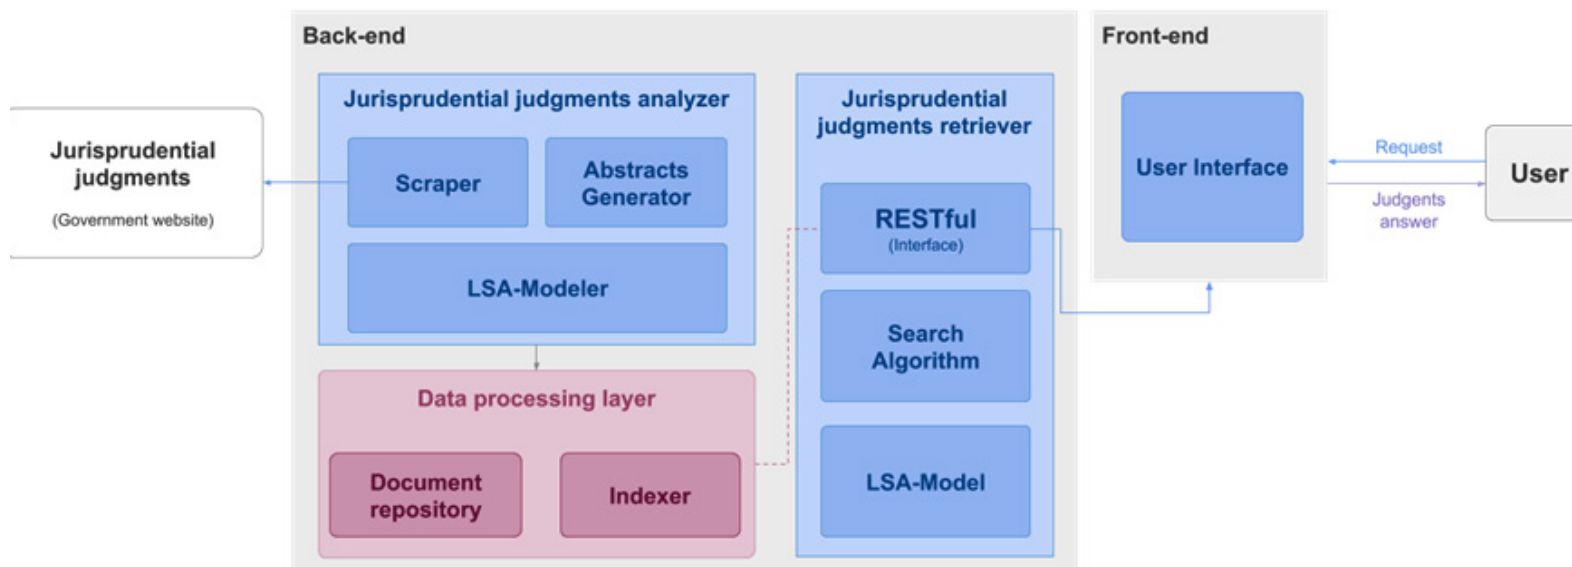 Back-end
Front-end
Jurisprudential
judgments
(Government website)
Jurisprudential judgments analyzer
Scraper
Abstracts
Generator
LSA-Modeler
Data processing layer
Document
repository
Indexer
Jurisprudential
judgments retriever
RESTful
(Interface)
Search
Algorithm
LSA-Model
User Interface
Request
Judgents
answer
User